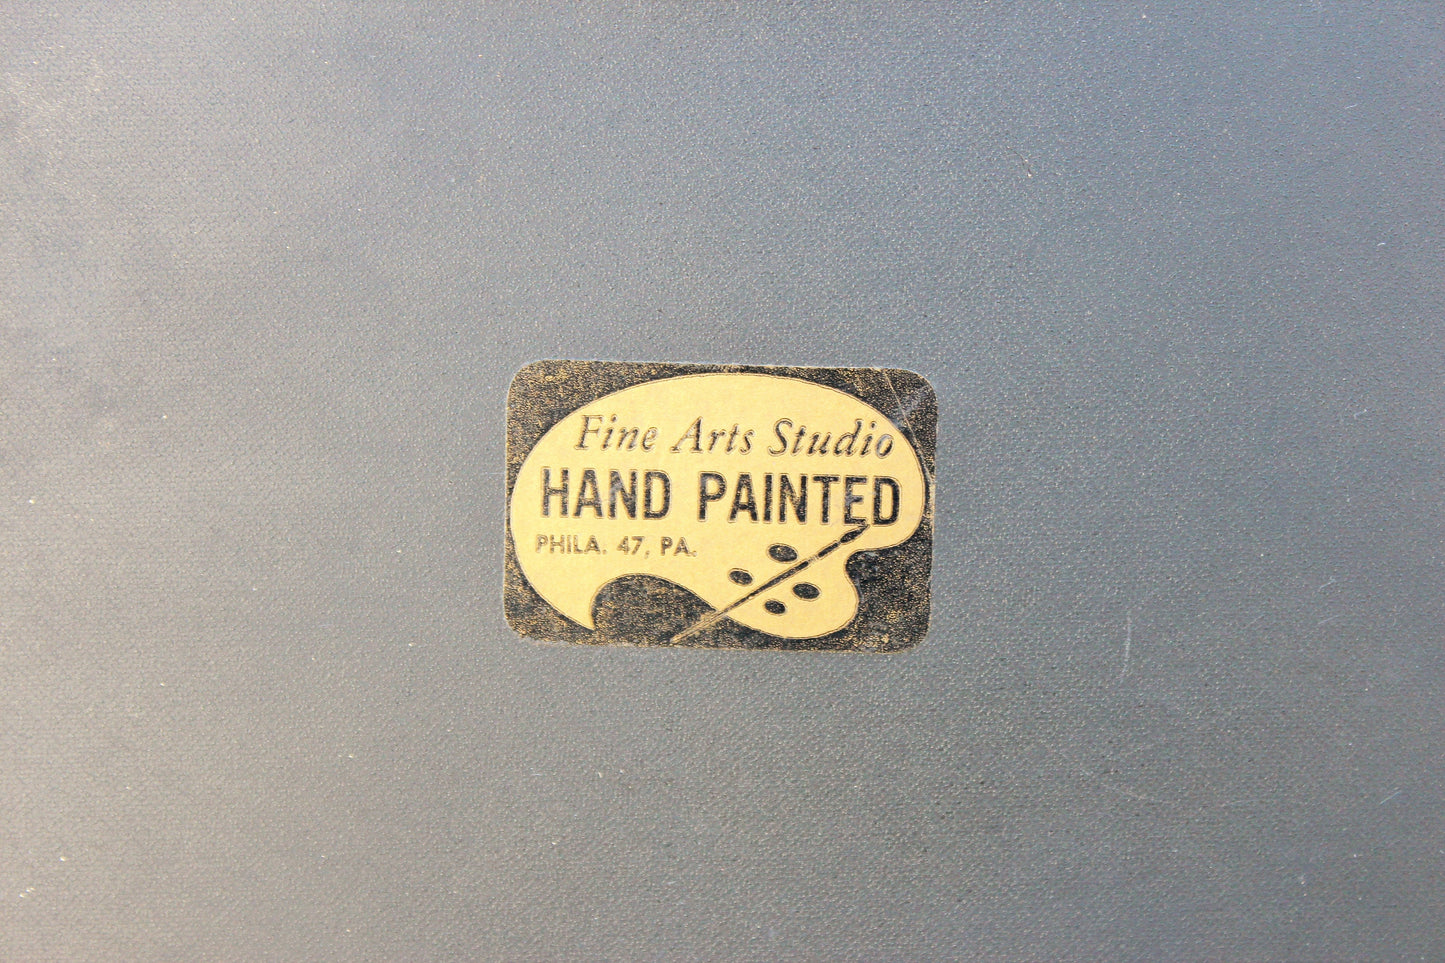 Fine Arts Studio
HAND PAINTED
PHILA. 47, PA.